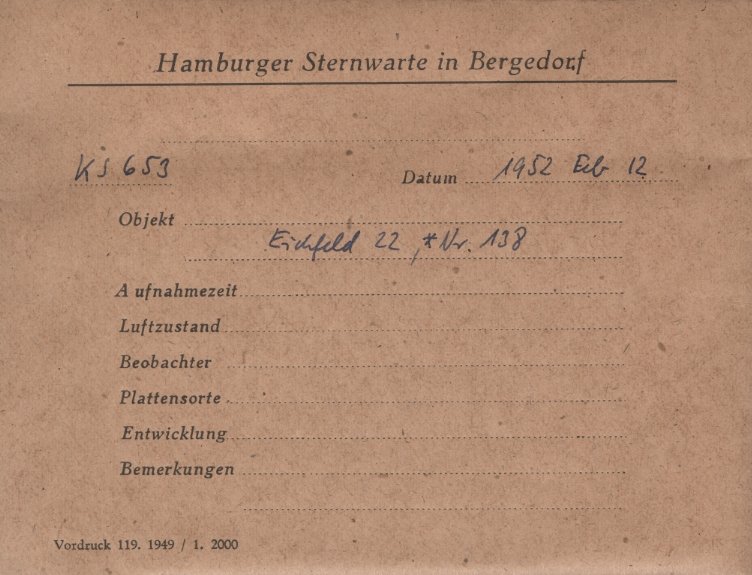 Hamburger Sternwarte in Bergedorf
KS 653 Datum 1952 Feb 12
Objekt
Eichfeld 22, *Nr. 138
Aufnahmezeit
Luftzustand
Beobachter
Plattensorte
Entwicklung
Bemerkungen
Vordruck 119. 1949 / 1. 2000